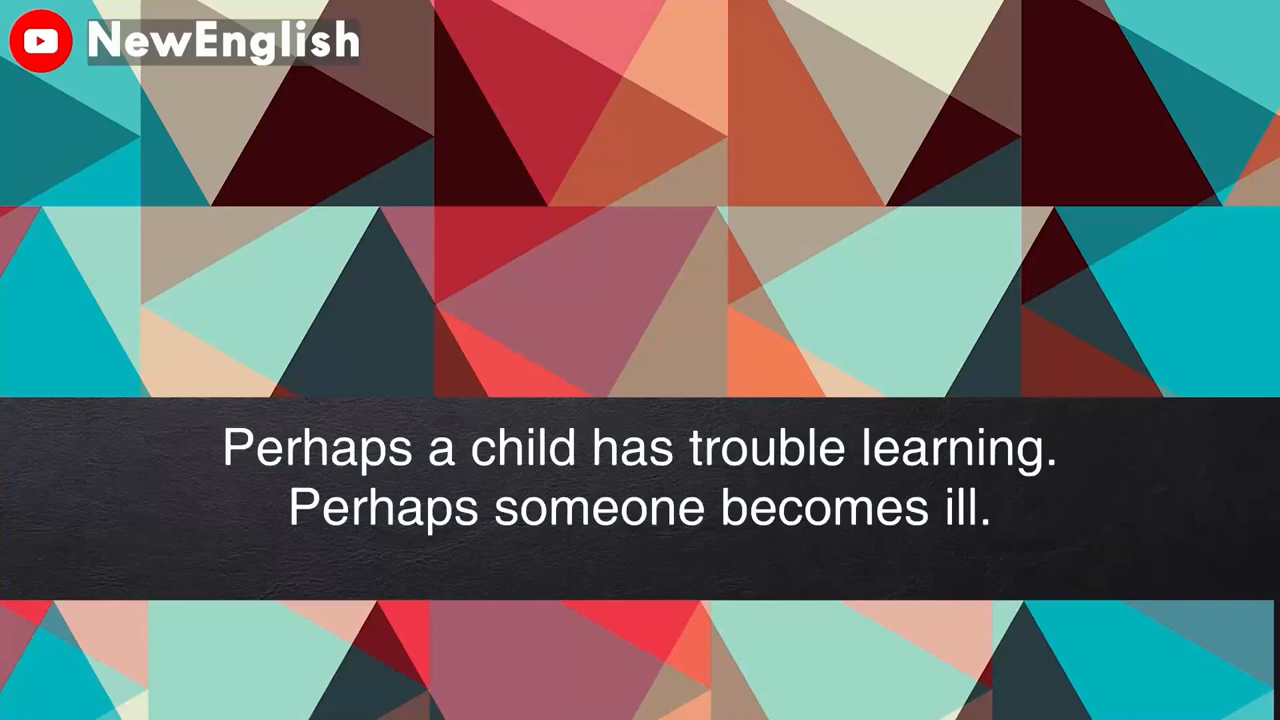 NewEnglish
Perhaps a child has trouble learning.
Perhaps someone becomes ill.